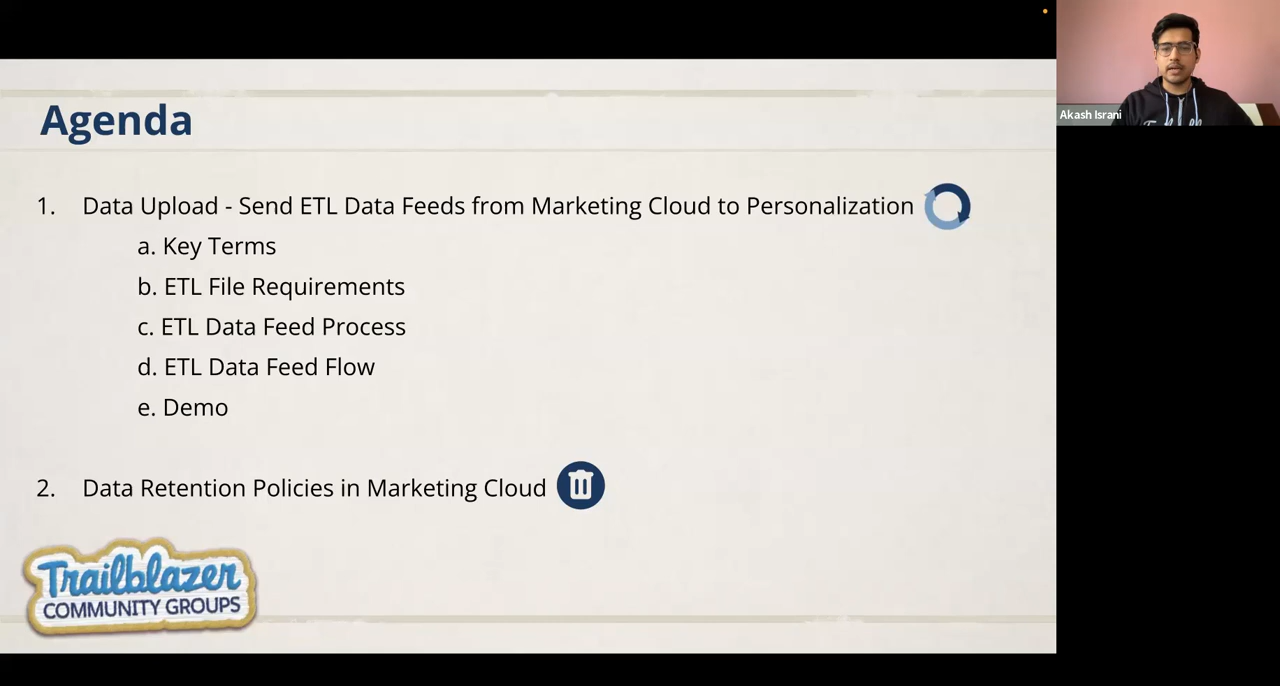 Agenda
1. Data Upload - Send ETL Data Feeds from Marketing Cloud to Personalization
a. Key Terms
b. ETL File Requirements
c. ETL Data Feed Process
d. ETL Data Feed Flow
e. Demo
2. Data Retention Policies in Marketing Cloud
Trailblazer
COMMUNITY GROUPS
Akash Israni